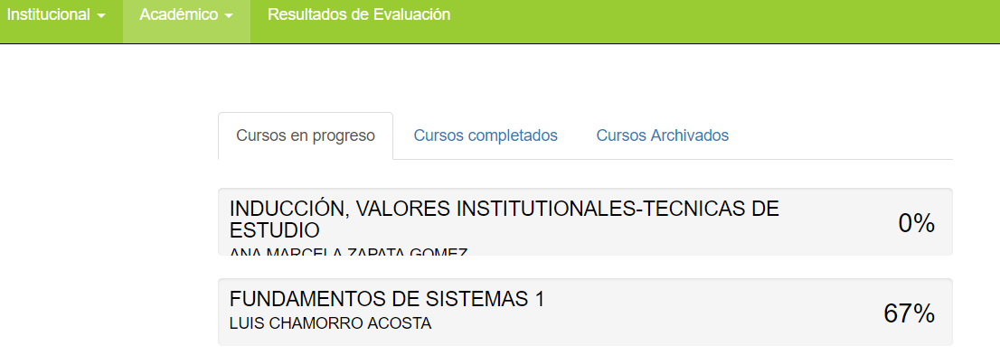 Institucional Académico Resultados de Evaluación
Cursos en progreso Cursos completados Cursos Archivados
INDUCCIÓN, VALORES INSTITUTIONALES-TECNICAS DE
ESTUDIO
0%
ANA MARCELA ZAPATA GOMEZ
FUNDAMENTOS DE SISTEMAS 1
67%
LUIS CHAMORRO ACOSTA